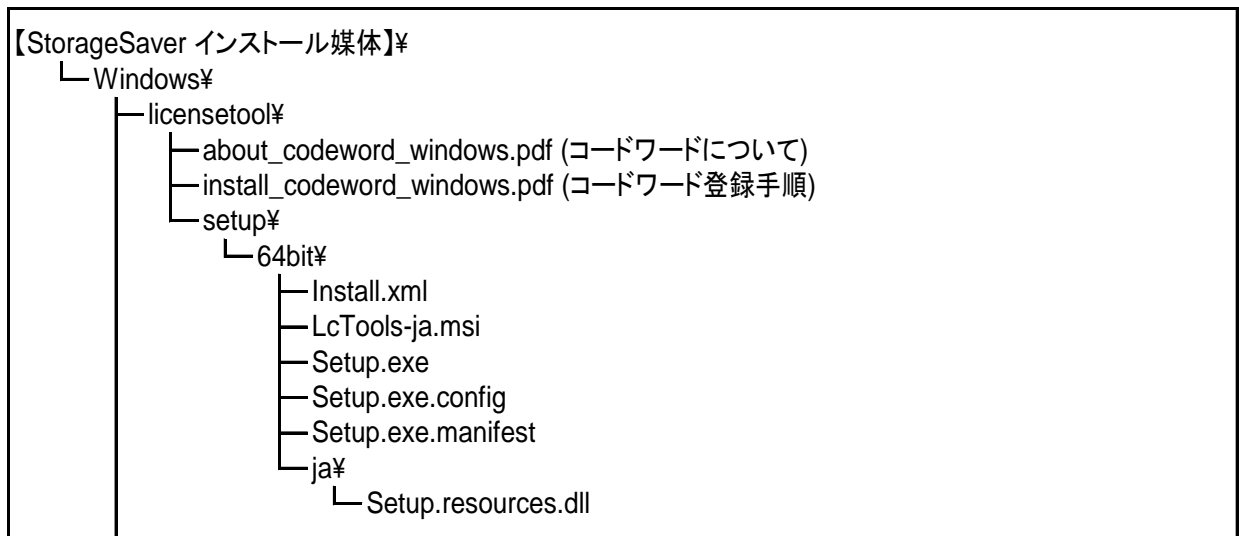 【StorageSaver インストール媒体】¥
Windows¥
licensetool¥
about_codeword_windows.pdf (コードワードについて)
install_codeword_windows.pdf (コードワード登録手順)
setup¥
64bit¥
Install.xml
LcTools-ja.msi
Setup.exe
Setup.exe.config
Setup.exe.manifest
ja¥
Setup.resources.dll